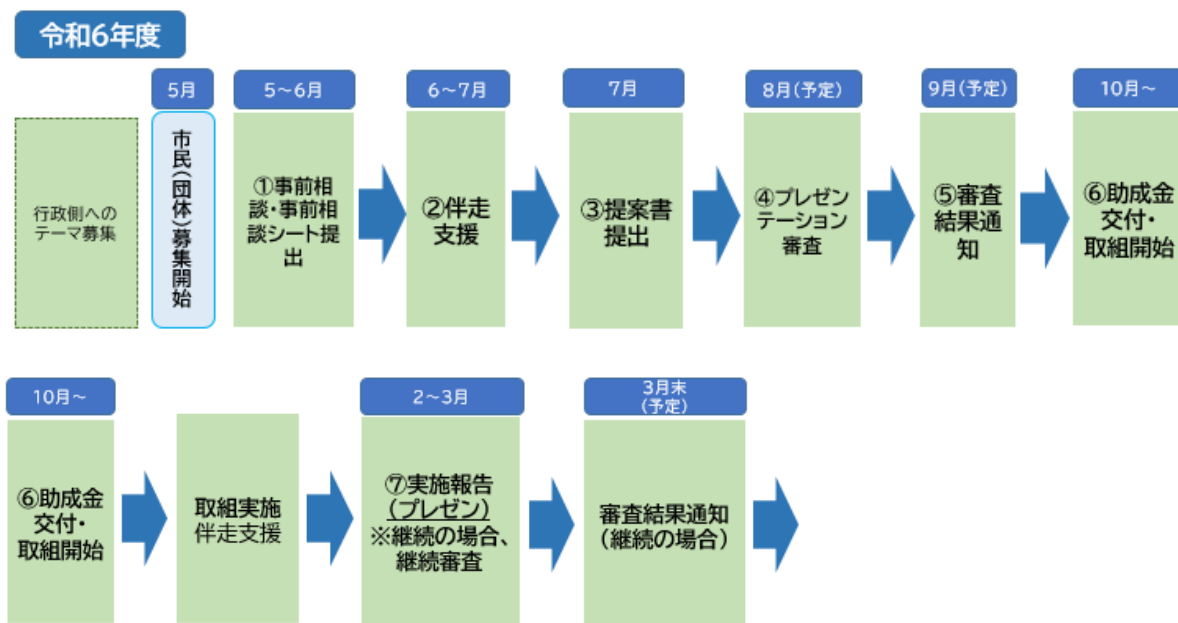 令和6年度
5月
5～6月
6～7月
7月
8月(予定)
9月(予定)
10月～
行政側への
テーマ募集
市民(団体)募集開始
①事前相
談・事前相
談シート提
出
②伴走
支援
③提案書
提出
④プレゼン
テーション
審査
⑤審査
結果通
知
⑥助成金
交付・
取組開始
10月～
2～3月
3月末
(予定)
⑥助成金
交付・
取組開始
取組実施
伴走支援
⑦実施報告
(プレゼン)
※継続の場合、
継続審査
審査結果通知
(継続の場合)